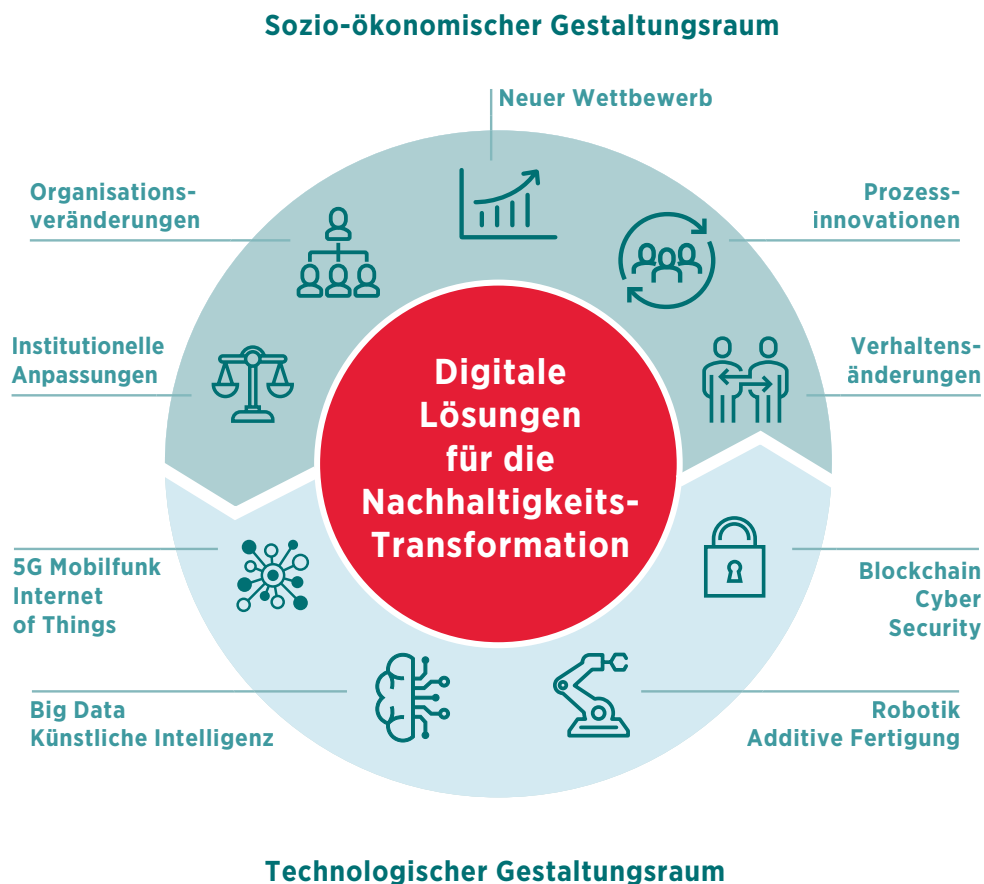 Sozio-ökonomischer Gestaltungsraum
Neuer Wettbewerb
Organisations-
veränderungen
Prozess-
innovationen
Institutionelle
Anpassungen
Verhaltens-
änderungen
Digitale
Lösungen
für die
Nachhaltigkeits-
Transformation
5G Mobilfunk
Internet
of Things
Blockchain
Cyber
Security
Big Data
Künstliche Intelligenz
Robotik
Additive Fertigung
Technologischer Gestaltungsraum